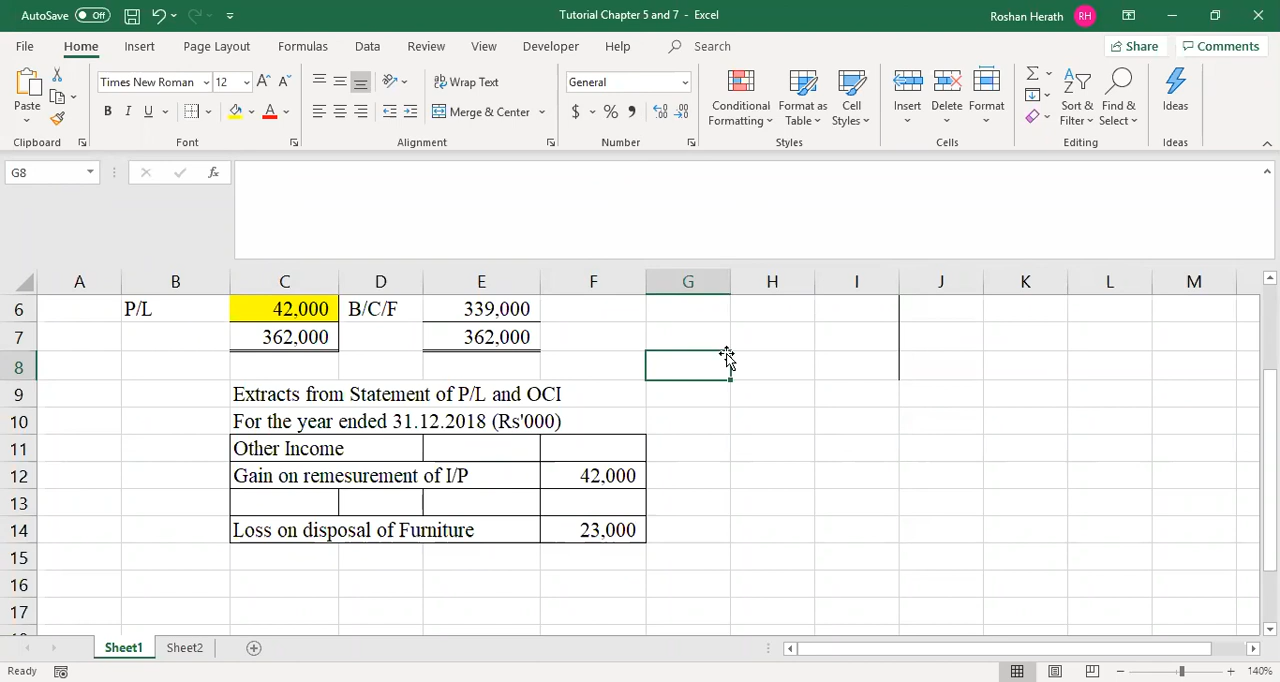 AutoSave Off Tutorial Chapter 5 and 7 - Excel Roshan Herath RH
File Home Insert Page Layout Formulas Data Review View Developer Help Search Share Comments
Paste
Clipboard
Times New Roman 12
B I U
Font
Wrap Text
Merge & Center
Alignment
General
$ % ,
Number
Conditional Formatting
Format as Table
Cell Styles
Styles
Insert Delete Format
Cells
Sort & Filter
Find & Select
Editing
Ideas
Ideas
G8 fx
A B C D E F G H I J K L M
6 P/L 42,000 B/C/F 339,000
7 362,000 362,000
8
9 Extracts from Statement of P/L and OCI
10 For the year ended 31.12.2018 (Rs'000)
11 Other Income
12 Gain on remesurement of I/P 42,000
13
14 Loss on disposal of Furniture 23,000
15
16
17
Sheet1 Sheet2
Ready 140%